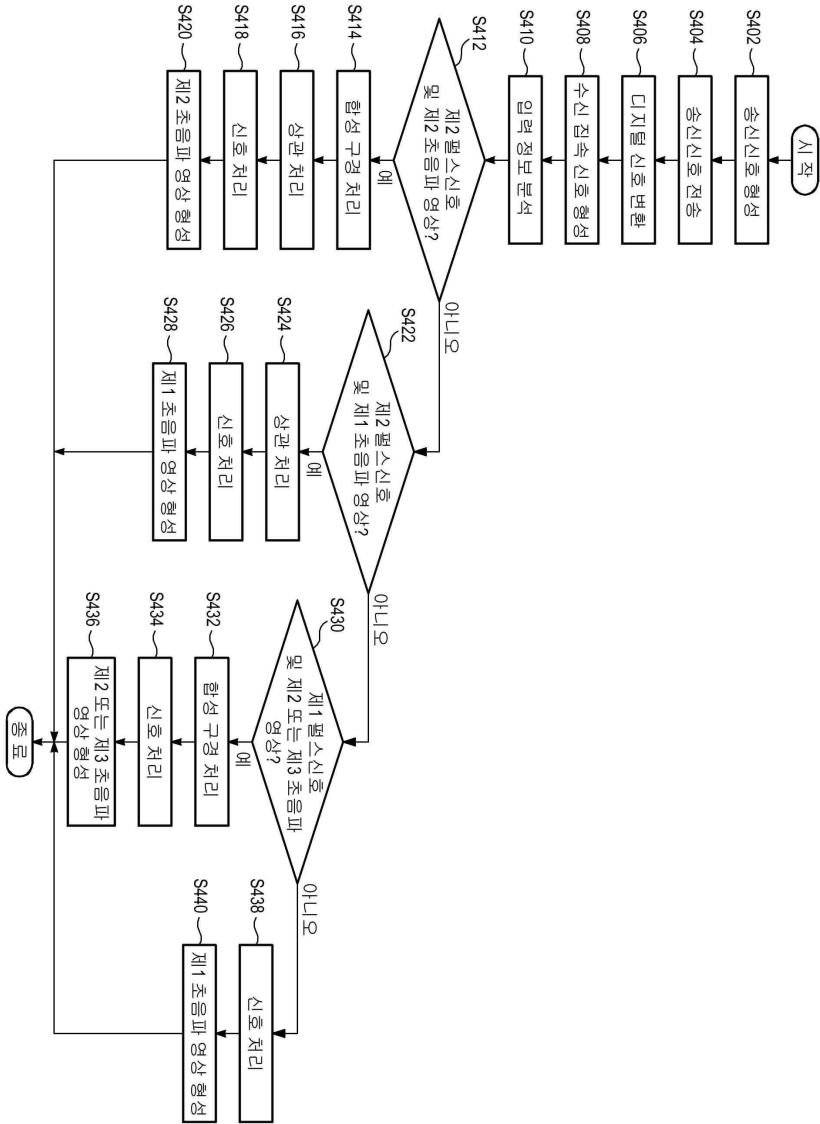 시 작
S402
송신신호 형성
S404
송신신호 전송
S406
디지털 신호 변환
S408
수신 집속 신호 형성
S410
입력 정보 분석
S412
제2 펄스신호
및 제2 초음파 영상?
예
아니오
S414
합성 구경 처리
S416
상관 처리
S418
신호 처리
S420
제2 초음파 영상 형성
S422
제2 펄스신호
및 제1 초음파 영상?
예
아니오
S424
상관 처리
S426
신호 처리
S428
제1 초음파 영상 형성
S430
제1 펄스신호
및 제2 또는 제3 초음파
영상?
예
아니오
S432
합성 구경 처리
S434
신호 처리
S436
제2 또는 제3 초음파
영상 형성
S438
신호 처리
S440
제1 초음파 영상 형성
종료